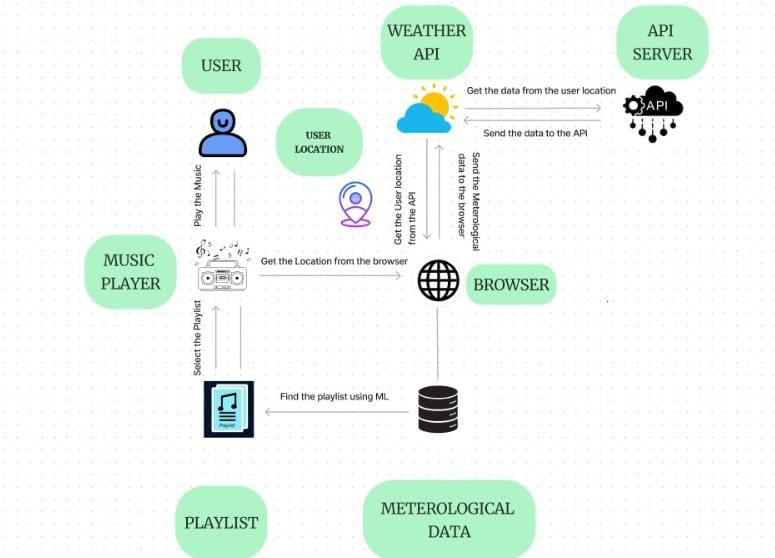 WEATHER
API
API
SERVER
USER
Get the data from the user location
API
Send the data to the API
USER
LOCATION
Play the Music
Get the User location
from the API
Send the Meterological
data to the browser
MUSIC
PLAYER
Get the Location from the browser
BROWSER
Select the Playlist
Find the playlist using ML
Playlist
PLAYLIST
METEROLOGICAL
DATA